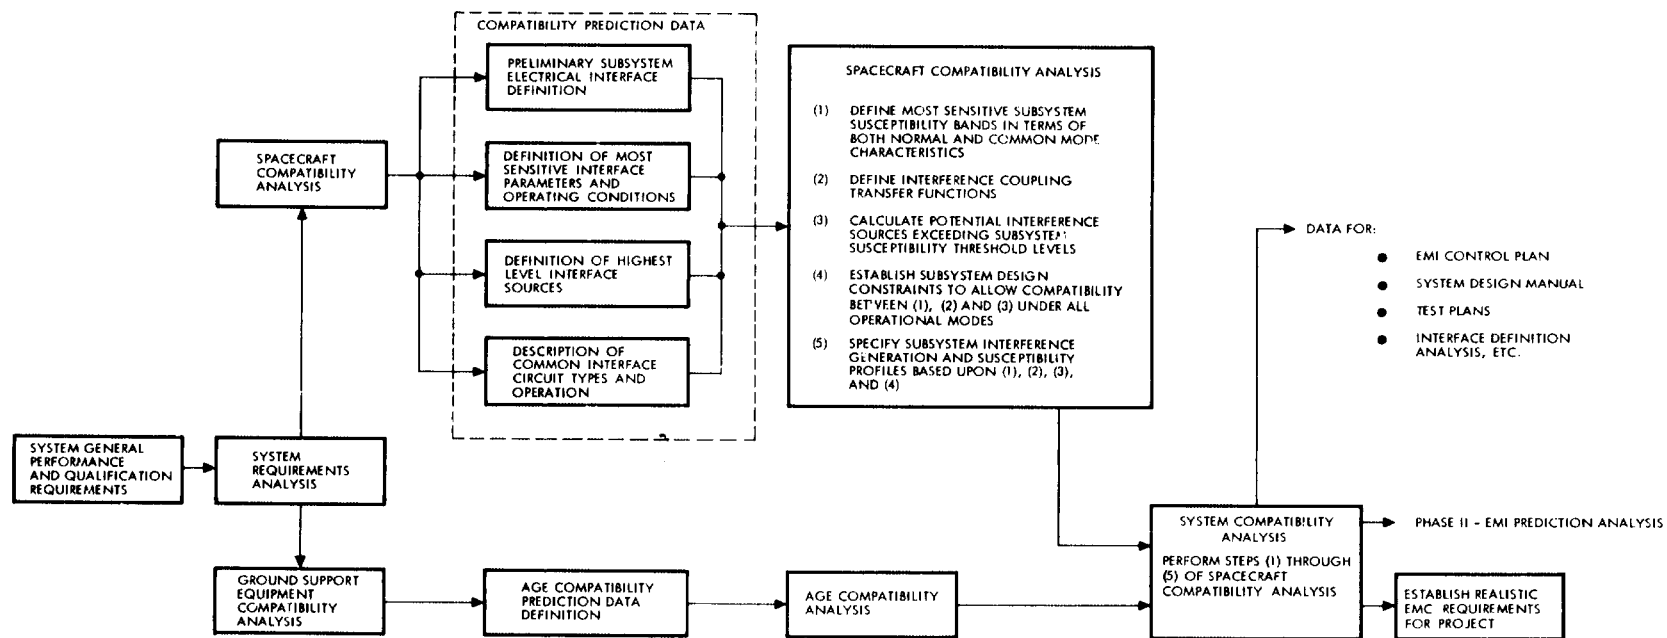 COMPATIBILITY PREDICTION DATA
PRELIMINARY SUBSYSTEM
ELECTRICAL INTERFACE
DEFINITION
DEFINITION OF MOST
SENSITIVE INTERFACE
PARAMETERS AND
OPERATING CONDITIONS
DEFINITION OF HIGHEST
LEVEL INTERFACE
SOURCES
DESCRIPTION OF
COMMON INTERFACE
CIRCUIT TYPES AND
OPERATION
SPACECRAFT
COMPATIBILITY
ANALYSIS
SPACECRAFT COMPATIBILITY ANALYSIS
(1) DEFINE MOST SENSITIVE SUBSYSTEM
SUSCEPTIBILITY BANDS IN TERMS OF
BOTH NORMAL AND COMMON MODE
CHARACTERISTICS
(2) DEFINE INTERFERENCE COUPLING
TRANSFER FUNCTIONS
(3) CALCULATE POTENTIAL INTERFERENCE
SOURCES EXCEEDING SUBSYSTEM
SUSCEPTIBILITY THRESHOLD LEVELS
(4) ESTABLISH SUBSYSTEM DESIGN
CONSTRAINTS TO ALLOW COMPATIBILITY
BETWEEN (1), (2) AND (3) UNDER ALL
OPERATIONAL MODES
(5) SPECIFY SUBSYSTEM INTERFERENCE
GENERATION AND SUSCEPTIBILITY
PROFILES BASED UPON (1), (2), (3),
AND (4)
DATA FOR:
● EMI CONTROL PLAN
● SYSTEM DESIGN MANUAL
● TEST PLANS
● INTERFACE DEFINITION
ANALYSIS, ETC.
SYSTEM GENERAL
PERFORMANCE
AND QUALIFICATION
REQUIREMENTS
SYSTEM
REQUIREMENTS
ANALYSIS
GROUND SUPPORT
EQUIPMENT
COMPATIBILITY
ANALYSIS
AGE COMPATIBILITY
PREDICTION DATA
DEFINITION
AGE COMPATIBILITY
ANALYSIS
SYSTEM COMPATIBILITY
ANALYSIS
PERFORM STEPS (1) THROUGH
(5) OF SPACECRAFT
COMPATIBILITY ANALYSIS
PHASE II - EMI PREDICTION ANALYSIS
ESTABLISH REALISTIC
EMC REQUIREMENTS
FOR PROJECT